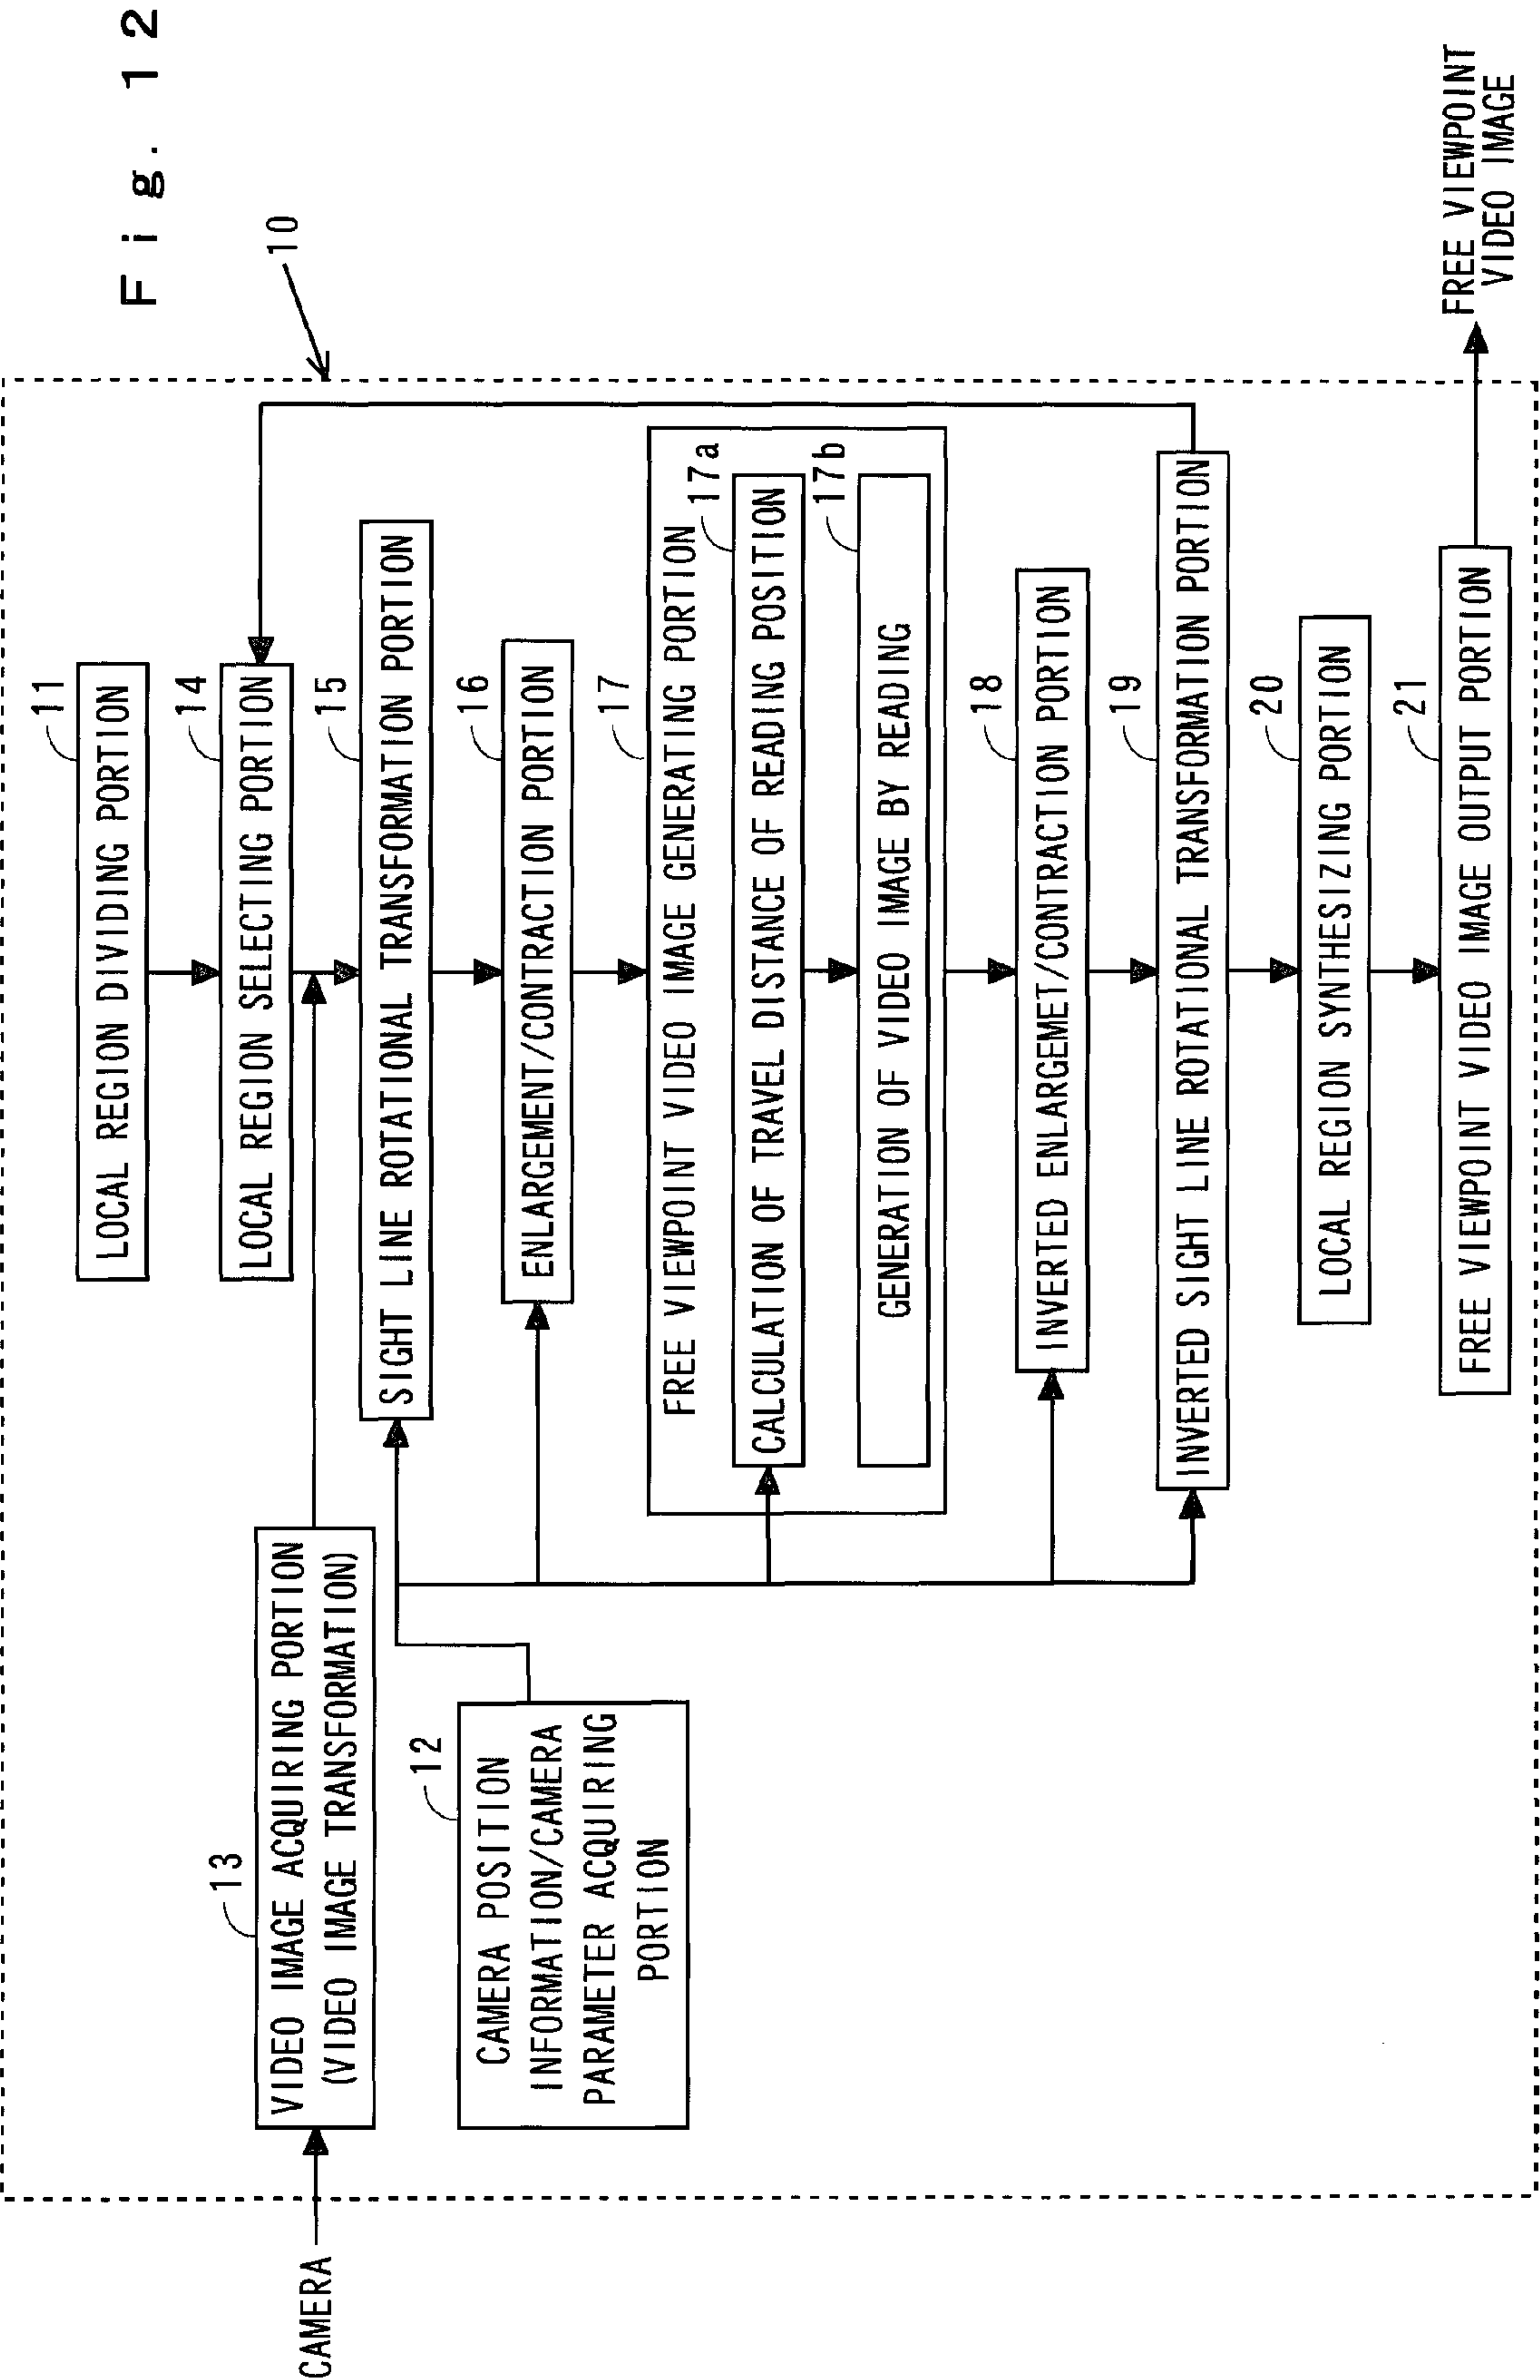 Fig. 12
10
11
LOCAL REGION DIVIDING PORTION
14
LOCAL REGION SELECTING PORTION
13
VIDEO IMAGE ACQUIRING PORTION
(VIDEO IMAGE TRANSFORMATION)
CAMERA
15
SIGHT LINE ROTATIONAL TRANSFORMATION PORTION
12
CAMERA POSITION
INFORMATION/CAMERA
PARAMETER ACQUIRING
PORTION
16
ENLARGEMENT/CONTRACTION PORTION
17
FREE VIEWPOINT VIDEO IMAGE GENERATING PORTION
17a
CALCULATION OF TRAVEL DISTANCE OF READING POSITION
17b
GENERATION OF VIDEO IMAGE BY READING
18
INVERTED ENLARGEMET/CONTRACTION PORTION
19
INVERTED SIGHT LINE ROTATIONAL TRANSFORMATION PORTION
20
LOCAL REGION SYNTHESIZING PORTION
21
FREE VIEWPOINT VIDEO IMAGE OUTPUT PORTION
FREE VIEWPOINT
VIDEO IMAGE